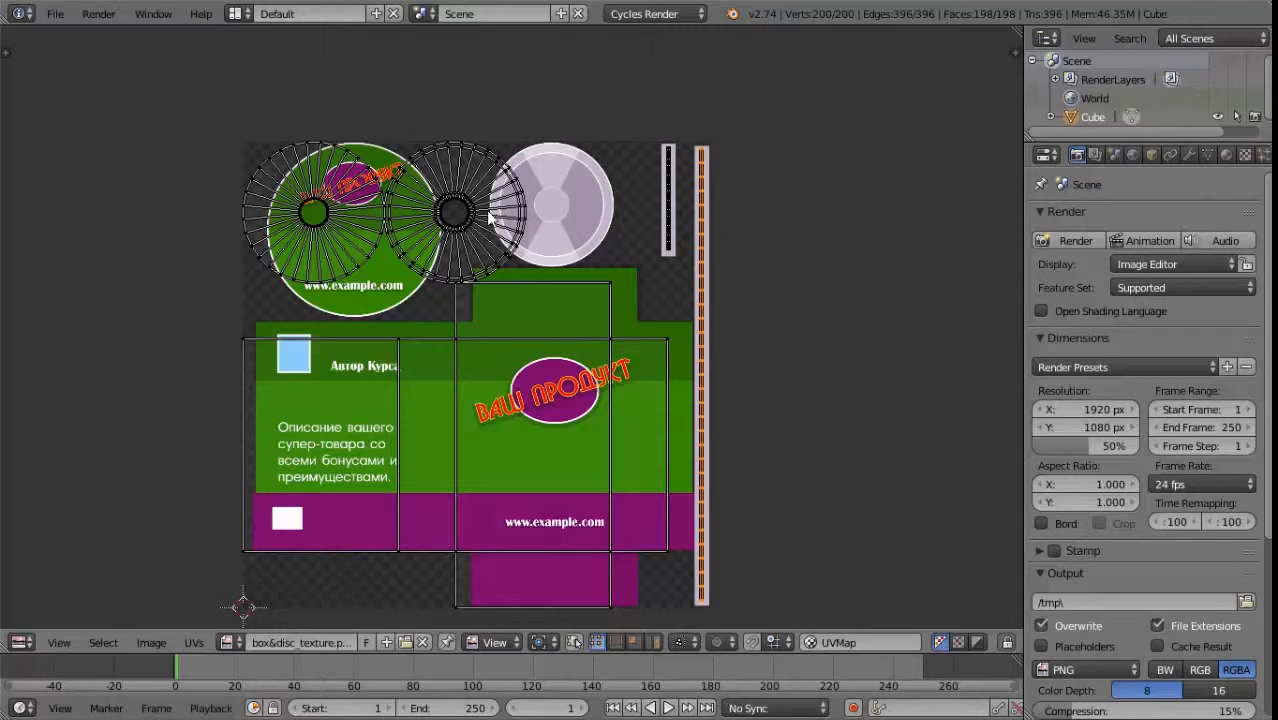 File Render Window Help Default Scene Cycles Render v2.74 | Verts:200/200 | Edges:396/396 | Faces:198/198 | Tris:396 | Mem:46.35M | Cube
View Search All Scenes
Scene
RenderLayers
World
Cube
Scene
Render
Render Animation Audio
Display: Image Editor
Feature Set: Supported
Open Shading Language
Dimensions
Render Presets
Resolution: Frame Range:
X: 1920 px Start Frame: 1
Y: 1080 px End Frame: 250
50% Frame Step: 1
Aspect Ratio: Frame Rate:
X: 1.000 24 fps
Y: 1.000 Time Remapping:
Bord Crop :100 :100
Stamp
Output
/tmp\
Overwrite File Extensions
Placeholders Cache Result
PNG BW RGB RGBA
Color Depth: 8 16
Compression: 15%
www.example.com
Автор Курса
ВАШ ПРОДУКТ
Описание вашего
супер-товара со
всеми бонусами и
преимуществами.
www.example.com
View Select Image UVs box&disc_texture.p... F View UVMap
-40 -20 0 20 40 60 80 100 120 140 160 180 200 220 240 260
View Marker Frame Playback Start: 1 End: 250 1 No Sync